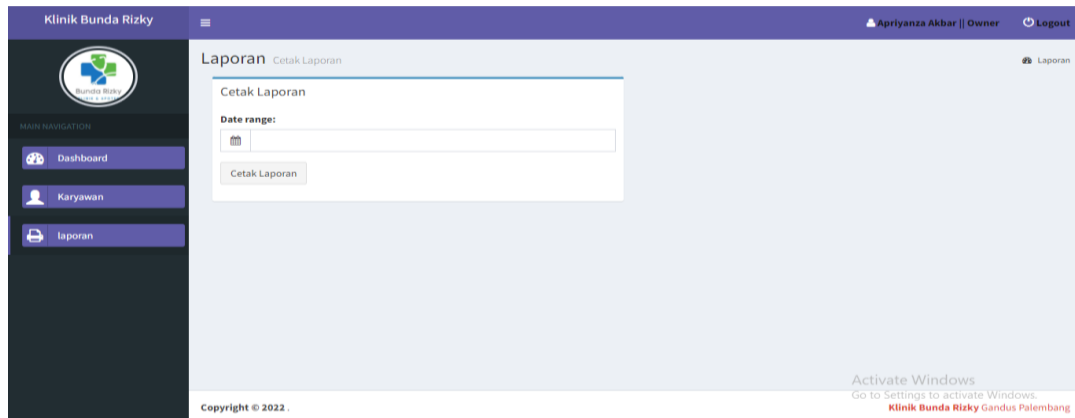 Klinik Bunda Rizky
Apriyanza Akbar || Owner
Logout
Bunda Rizky
MAIN NAVIGATION
Dashboard
Karyawan
laporan
Laporan Cetak Laporan
Laporan
Cetak Laporan
Date range:
Cetak Laporan
Activate Windows
Go to Settings to activate Windows.
Copyright © 2022 .
Klinik Bunda Rizky Gandus Palembang